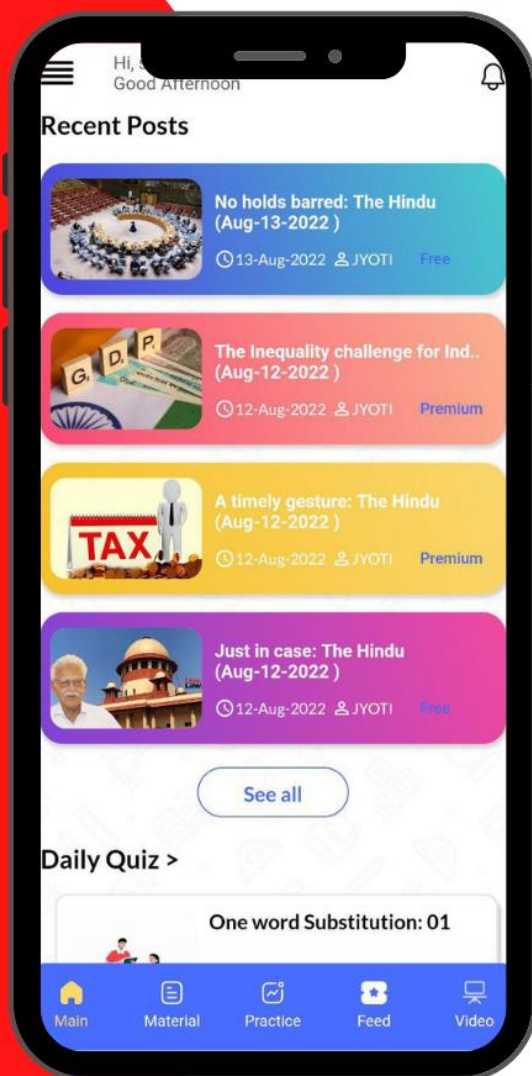 Hi,
Good Afternoon
Recent Posts
No holds barred: The Hindu
(Aug-13-2022 )
13-Aug-2022 JYOTI Free
G D P
The Inequality challenge for Ind..
(Aug-12-2022 )
12-Aug-2022 JYOTI Premium
TAX
A timely gesture: The Hindu
(Aug-12-2022 )
12-Aug-2022 JYOTI Premium
Just in case: The Hindu
(Aug-12-2022 )
12-Aug-2022 JYOTI Free
See all
Daily Quiz >
One word Substitution: 01
Main Material Practice Feed Video